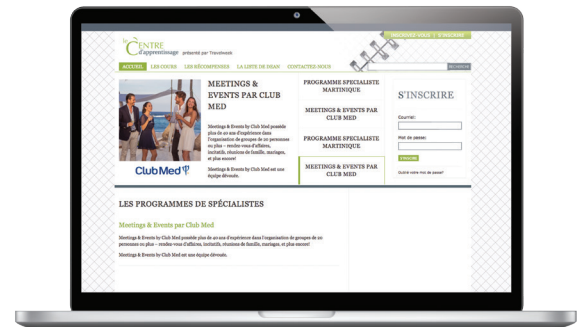 INSCRIVEZ-VOUS | S'INSCRIRE
le CENTRE
d'apprentissage présenté par Travelweek
ACCUEIL LES COURS LES RÉCOMPENSES LA LISTE DE DEAN CONTACTEZ-NOUS
MEETINGS &
EVENTS PAR CLUB
MED
Meetings & Events by Club Med possède
plus de 20 ans d'expérience dans
l'organisation de groupes de 20 personnes
ou plus – rendez-vous d'affaires,
incitatifs, réunions de famille, mariages,
et plus encore!
Meetings & Events by Club Med est une
équipe dévouée.
Club Med
PROGRAMME SPECIALISTE
MARTINIQUE
MEETINGS & EVENTS PAR
CLUB MED
PROGRAMME SPECIALISTE
MARTINIQUE
MEETINGS & EVENTS PAR
CLUB MED
S'INSCRIRE
Courriel:
Mot de passe:
S'inscrire
Oublié votre mot de passe?
LES PROGRAMMES DE SPÉCIALISTES
Meetings & Events par Club Med
Meetings & Events by Club Med possède plus de 20 ans d'expérience dans l'organisation de groupes de 20
personnes ou plus – rendez-vous d'affaires, incitatifs, réunions de famille, mariages, et plus encore!
Meetings & Events by Club Med est une équipe dévouée.